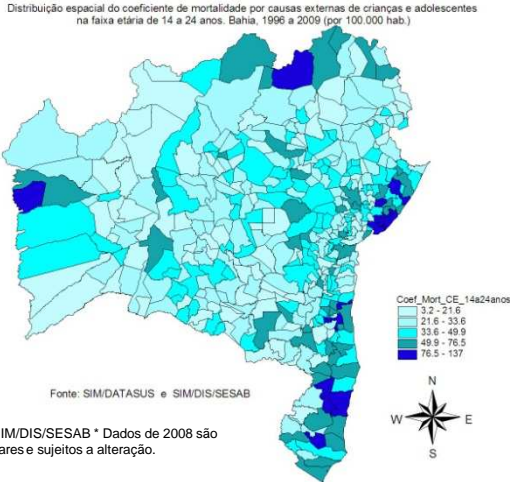 Distribuição espacial do coeficiente de mortalidade por causas externas de crianças e adolescentes
na faixa etária de 14 a 24 anos. Bahia, 1996 a 2009 (por 100.000 hab.)
Coef_Mort_CE_14a24anos
3.2 - 21.6
21.6 - 33.6
33.6 - 49.9
49.9 - 76.5
76.5 - 137
Fonte: SIM/DATASUS e SIM/DIS/SESAB
N
W E
S
IM/DIS/SESAB * Dados de 2008 são
ares e sujeitos a alteração.